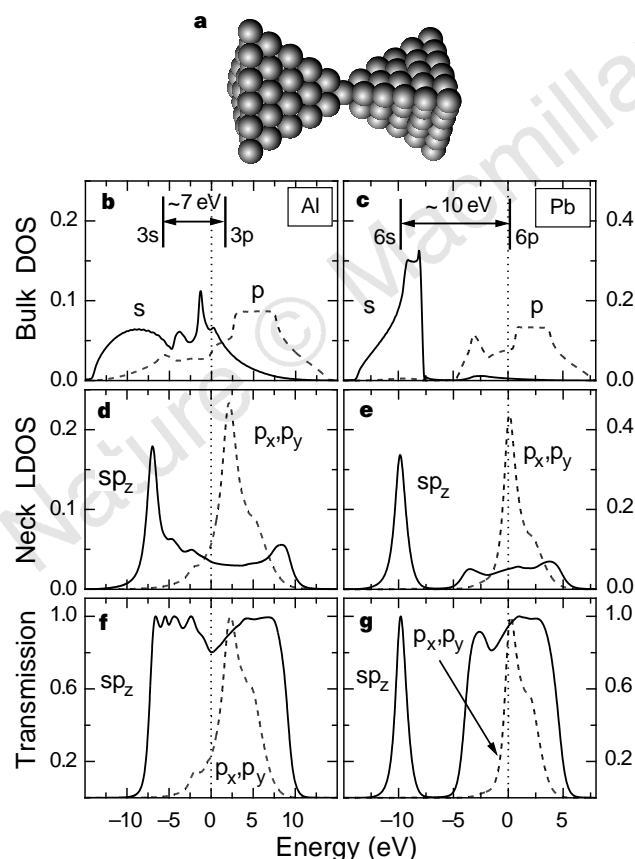 a
Nature © Macmillan
b
~7 eV
Al
3s
3p
s
p
Bulk DOS
0.2
0.1
0.0
c
~ 10 eV
Pb
6s
6p
s
p
0.4
0.2
0.0
d
sp_z
p_x,p_y
Neck LDOS
0.2
0.1
0.0
e
sp_z
p_x,p_y
0.4
0.2
0.0
f
sp_z
p_x,p_y
Transmission
1.0
0.6
0.2
g
p_x,p_y
sp_z
1.0
0.6
0.2
−10 −5 0 5 10
−10 −5 0 5
Energy (eV)